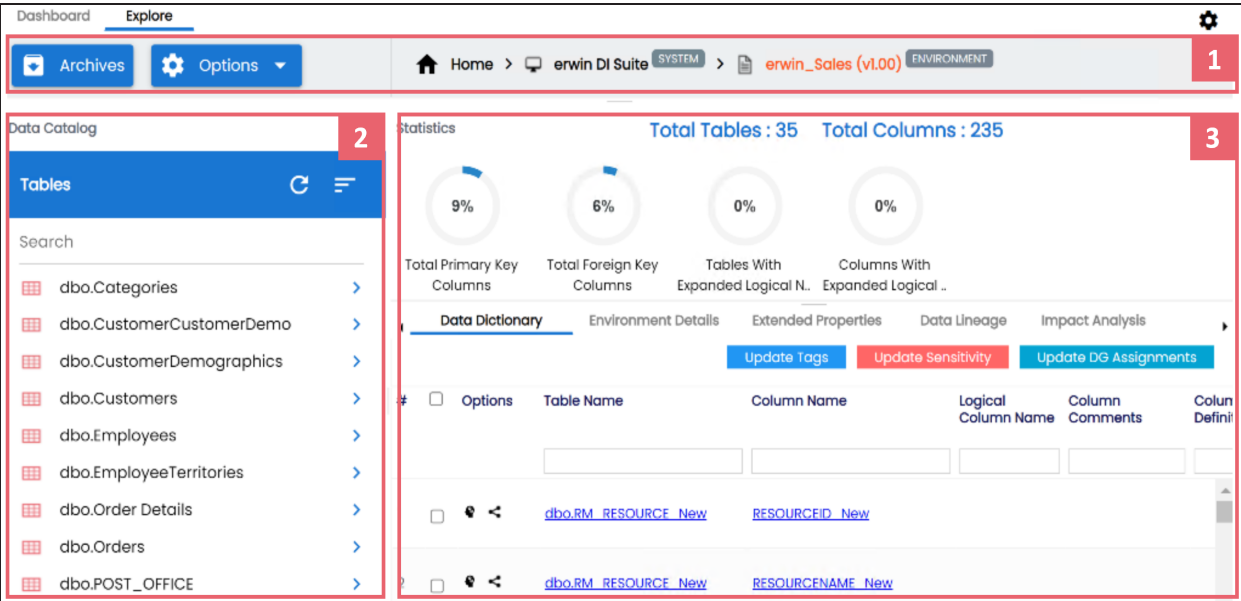 Dashboard Explore
Archives Options Home > erwin DI Suite SYSTEM > erwin_Sales (v1.00) ENVIRONMENT 1
Data Catalog 2
Tables
Search
dbo.Categories
dbo.CustomerCustomerDemo
dbo.CustomerDemographics
dbo.Customers
dbo.Employees
dbo.EmployeeTerritories
dbo.Order Details
dbo.Orders
dbo.POST_OFFICE
Statistics Total Tables : 35 Total Columns : 235 3
9% 6% 0% 0%
Total Primary Key Total Foreign Key Tables With Columns With
Columns Columns Expanded Logical N.. Expanded Logical ..
Data Dictionary Environment Details Extended Properties Data Lineage Impact Analysis
Update Tags Update Sensitivity Update DG Assignments
# Options Table Name Column Name Logical Column Colum
Column Name Comments Definit
dbo.RM_RESOURCE_New RESOURCEID_New
2 dbo.RM_RESOURCE_New RESOURCENAME_New